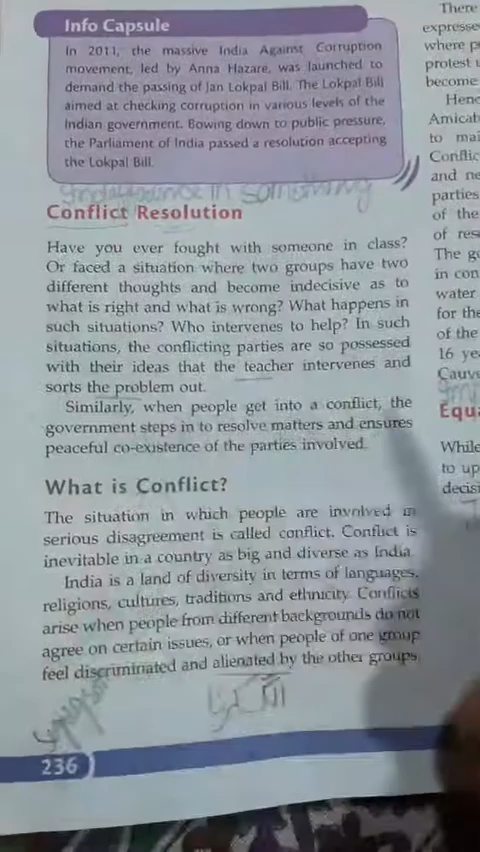 Info Capsule
In 2011, the massive India Against Corruption
movement, led by Anna Hazare, was launched to
demand the passing of Jan Lokpal Bill. The Lokpal Bill
aimed at checking corruption in various levels of the
Indian government. Bowing down to public pressure,
the Parliament of India passed a resolution accepting
the Lokpal Bill.
in something
Conflict Resolution
Have you ever fought with someone in class?
Or faced a situation where two groups have two
different thoughts and become indecisive as to
what is right and what is wrong? What happens in
such situations? Who intervenes to help? In such
situations, the conflicting parties are so possessed
with their ideas that the teacher intervenes and
sorts the problem out.
Similarly, when people get into a conflict, the
government steps in to resolve matters and ensures
peaceful co-existence of the parties involved.
What is Conflict?
The situation in which people are involved in
serious disagreement is called conflict. Conflict is
inevitable in a country as big and diverse as India.
India is a land of diversity in terms of languages,
religions, cultures, traditions and ethnicity. Conflicts
arise when people from different backgrounds do not
agree on certain issues, or when people of one group
feel discriminated and alienated by the other groups.
236
There
where
protest
become
to
and
parties
of the
of
The
in con
water
for the
of the
16
Equ
While
to up
decisi